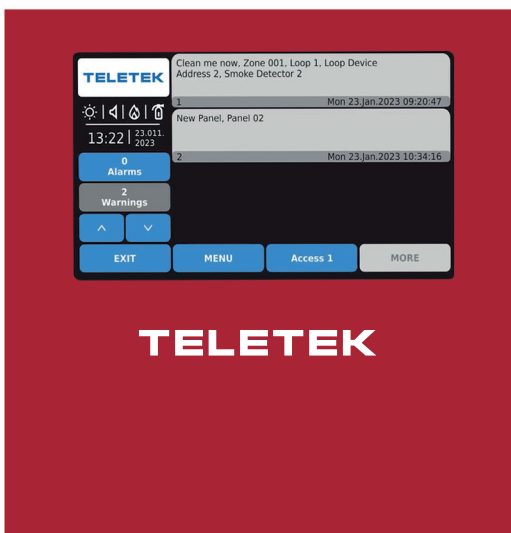 TELETEK
Clean me now, Zone 001, Loop 1, Loop Device
Address 2, Smoke Detector 2
1 Mon 23.Jan.2023 09:20:47
New Panel, Panel 02
2 Mon 23.Jan.2023 10:34:16
13:22 23.011.
2023
0
Alarms
2
Warnings
EXIT MENU Access 1 MORE
TELETEK